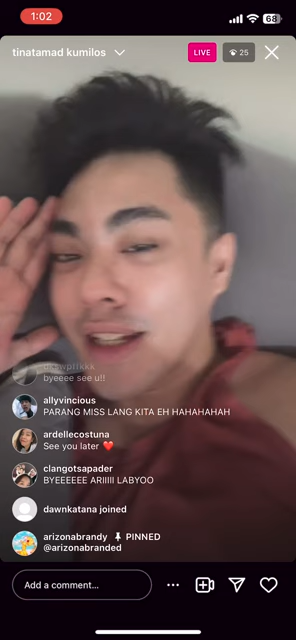 1:02
68
tinatamad kumilos
LIVE
25
byeeee see u!!
allyvincious
PARANG MISS LANG KITA EH HAHAHAHAH
ardellecostuna
See you later ❤️
clangotsapader
BYEEEEEE ARIIIII LABYOO
dawnkatana joined
arizonabrandy PINNED
@arizonabranded
Add a comment...